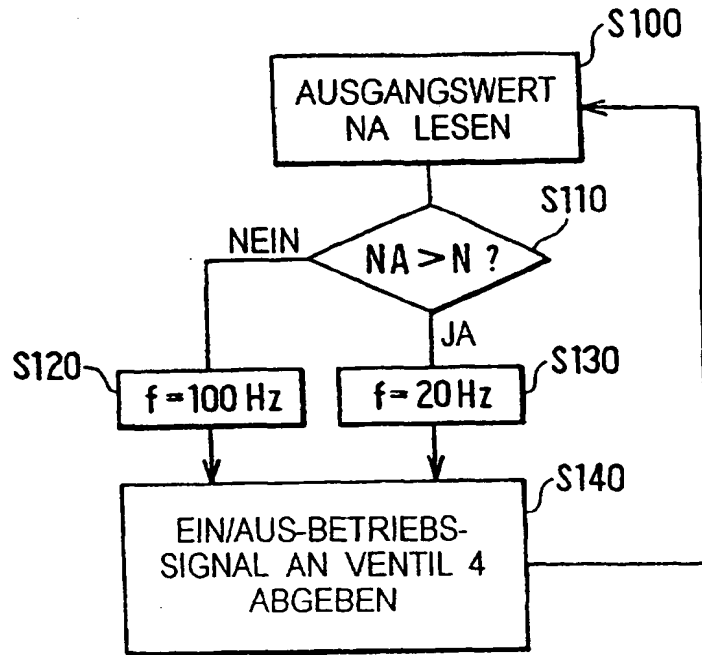 S100
AUSGANGSWERT
NA LESEN
S110
NEIN
NA > N ?
JA
S120
f = 100 Hz
S130
f = 20 Hz
S140
EIN/AUS-BETRIEBS-
SIGNAL AN VENTIL 4
ABGEBEN